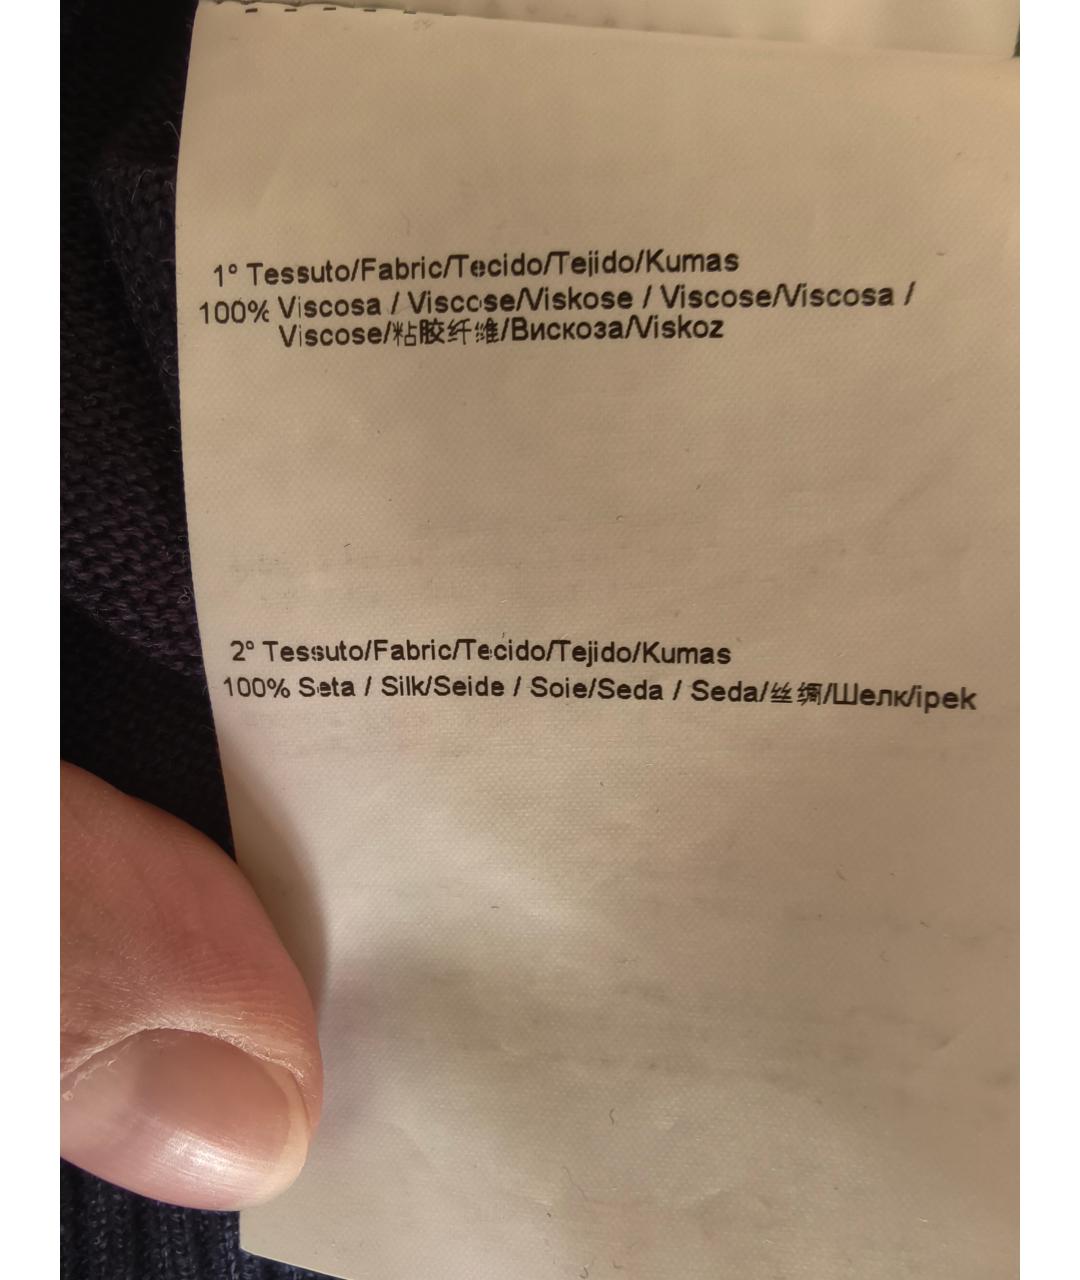 1° Tessuto/Fabric/Tecido/Tejido/Kumas
100% Viscosa / Viscose/Viskose / Viscose/Viscosa /
Viscose/粘胶纤维/Вискоза/Viskoz
2° Tessuto/Fabric/Tecido/Tejido/Kumas
100% Seta / Silk/Seide / Soie/Seda / Seda/丝绸/Шелк/ipek